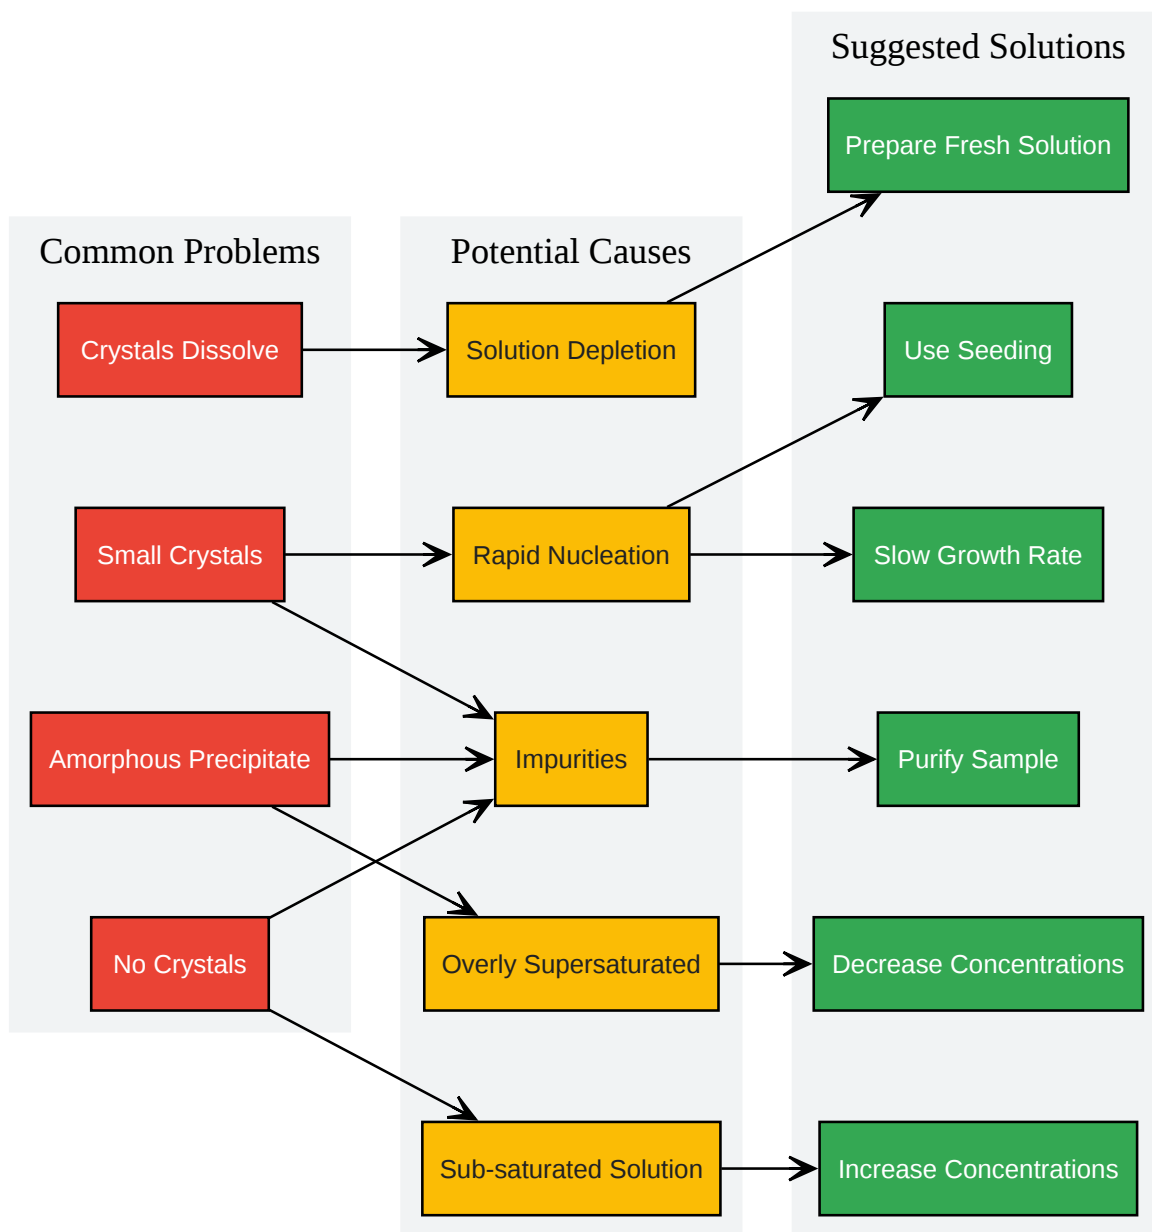 Common Problems
Crystals Dissolve
Small Crystals
Amorphous Precipitate
No Crystals
Potential Causes
Solution Depletion
Rapid Nucleation
Impurities
Overly Supersaturated
Sub-saturated Solution
Suggested Solutions
Prepare Fresh Solution
Use Seeding
Slow Growth Rate
Purify Sample
Decrease Concentrations
Increase Concentrations